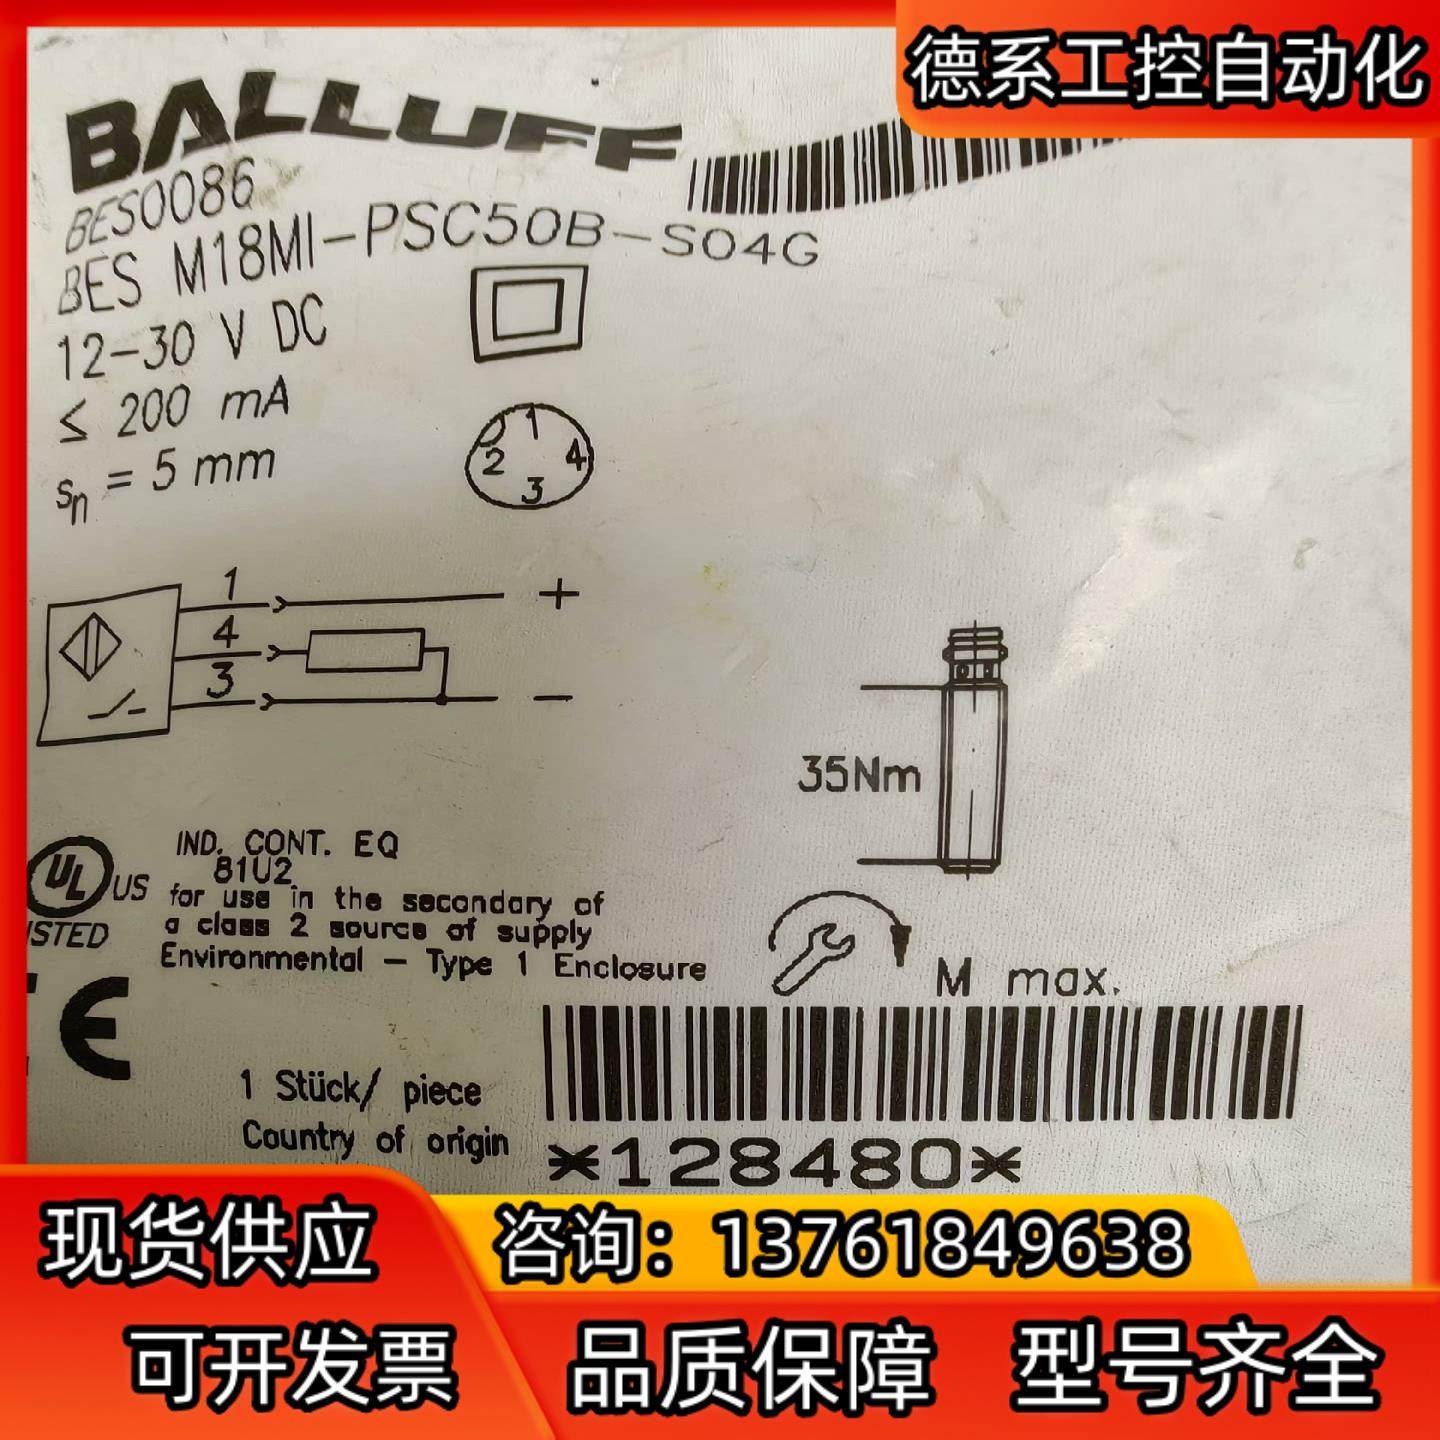 德系工控自动化
BALLUFF
BES0086
BES M18MI-PSC50B-S04G
12-30 V DC
≤ 200 mA
sn = 5 mm
1
2 4
3
1 +
4
3 -
35Nm
M max.
UL US
IND. CONT. EQ
81U2
for use in the secondary of
a class 2 source of supply
Environmental - Type 1 Enclosure
ISTED
CE
1 Stück/ piece
Country of origin
*128480*
现货供应
咨询：13761849638
可开发票
品质保障
型号齐全